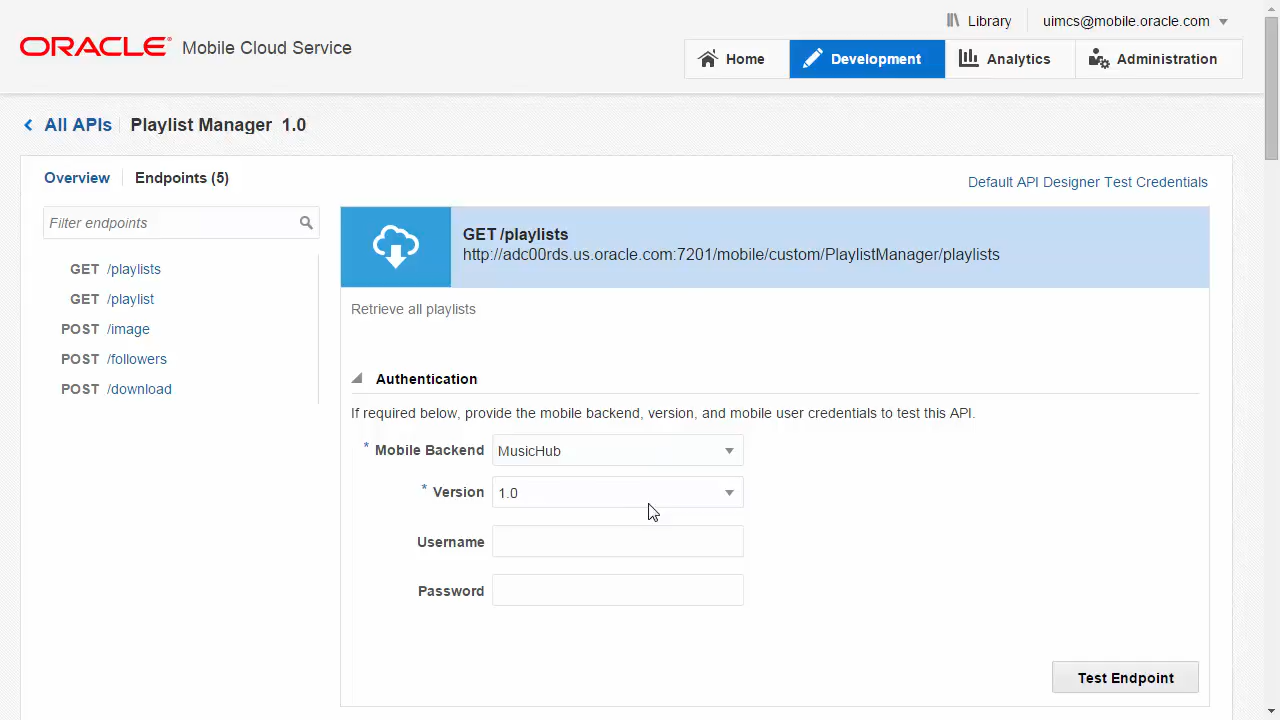 Library
uimcs@mobile.oracle.com
ORACLE® Mobile Cloud Service
Home
Development
Analytics
Administration
All APIs
Playlist Manager 1.0
Overview
Endpoints (5)
Default API Designer Test Credentials
Filter endpoints
GET /playlists
GET /playlist
POST /image
POST /followers
POST /download
GET /playlists
http://adc00rds.us.oracle.com:7201/mobile/custom/PlaylistManager/playlists
Retrieve all playlists
Authentication
If required below, provide the mobile backend, version, and mobile user credentials to test this API.
* Mobile Backend MusicHub
* Version 1.0
Username
Password
Test Endpoint